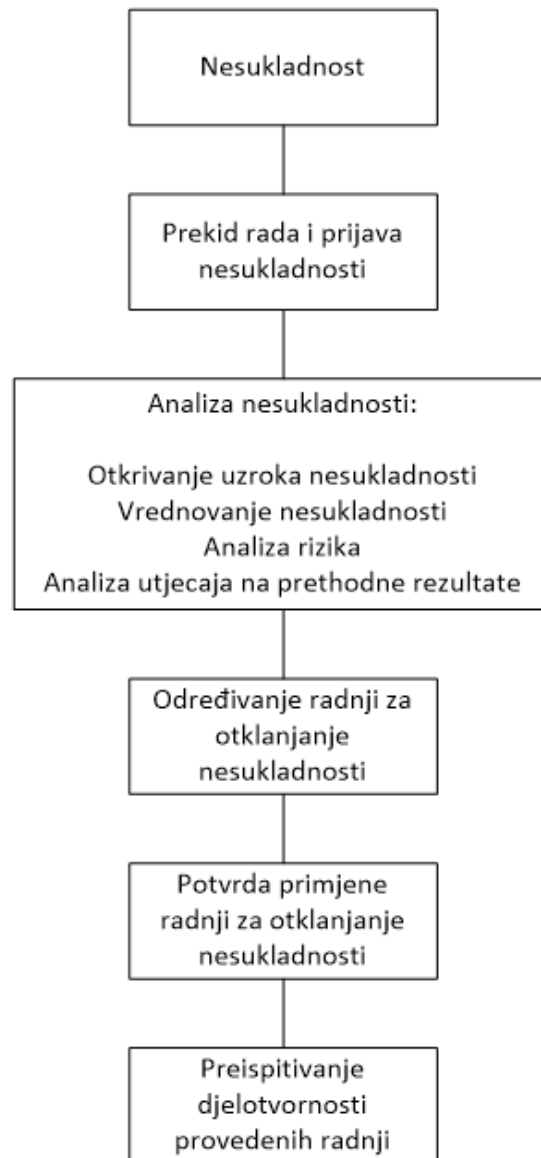 Nesukladnost
Prekid rada i prijava
nesukladnosti
Analiza nesukladnosti:
Otkrivanje uzroka nesukladnosti
Vrednovanje nesukladnosti
Analiza rizika
Analiza utjecaja na prethodne rezultate
Određivanje radnji za
otklanjanje
nesukladnosti
Potvrda primjene
radnji za otklanjanje
nesukladnosti
Preispitivanje
djelotvornosti
provedenih radnji